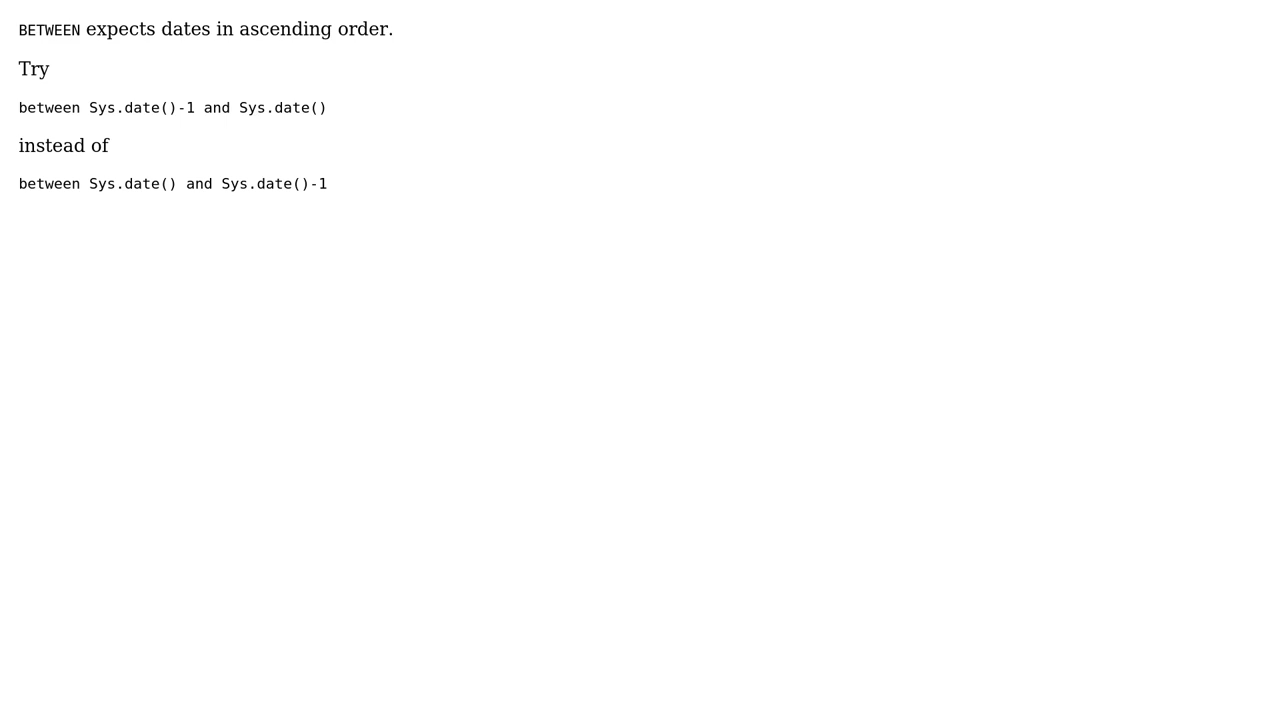 BETWEEN expects dates in ascending order.
Try
between Sys.date()-1 and Sys.date()
instead of
between Sys.date() and Sys.date()-1